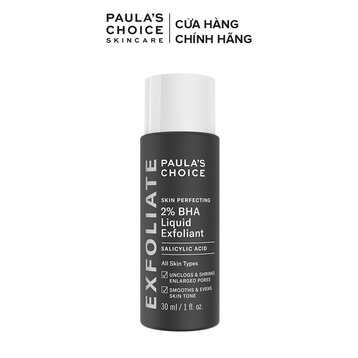 PAULA'S CHOICE SKINCARE
CỬA HÀNG CHÍNH HÃNG
EXFOLIATE
PAULA'S
CHOICE
SKIN PERFECTING
2% BHA
Liquid
Exfoliant
SALICYLIC ACID
All Skin Types
UNCLOGS & SHRINKS
ENLARGED PORES
SMOOTHS & EVENS
SKIN TONE
30 ml / 1 fl. oz.